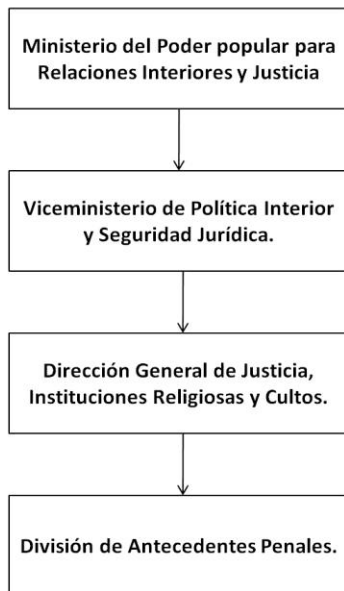 Ministerio del Poder popular para
Relaciones Interiores y Justicia
Viceministerio de Política Interior
y Seguridad Jurídica.
Dirección General de Justicia,
Instituciones Religiosas y Cultos.
División de Antecedentes Penales.